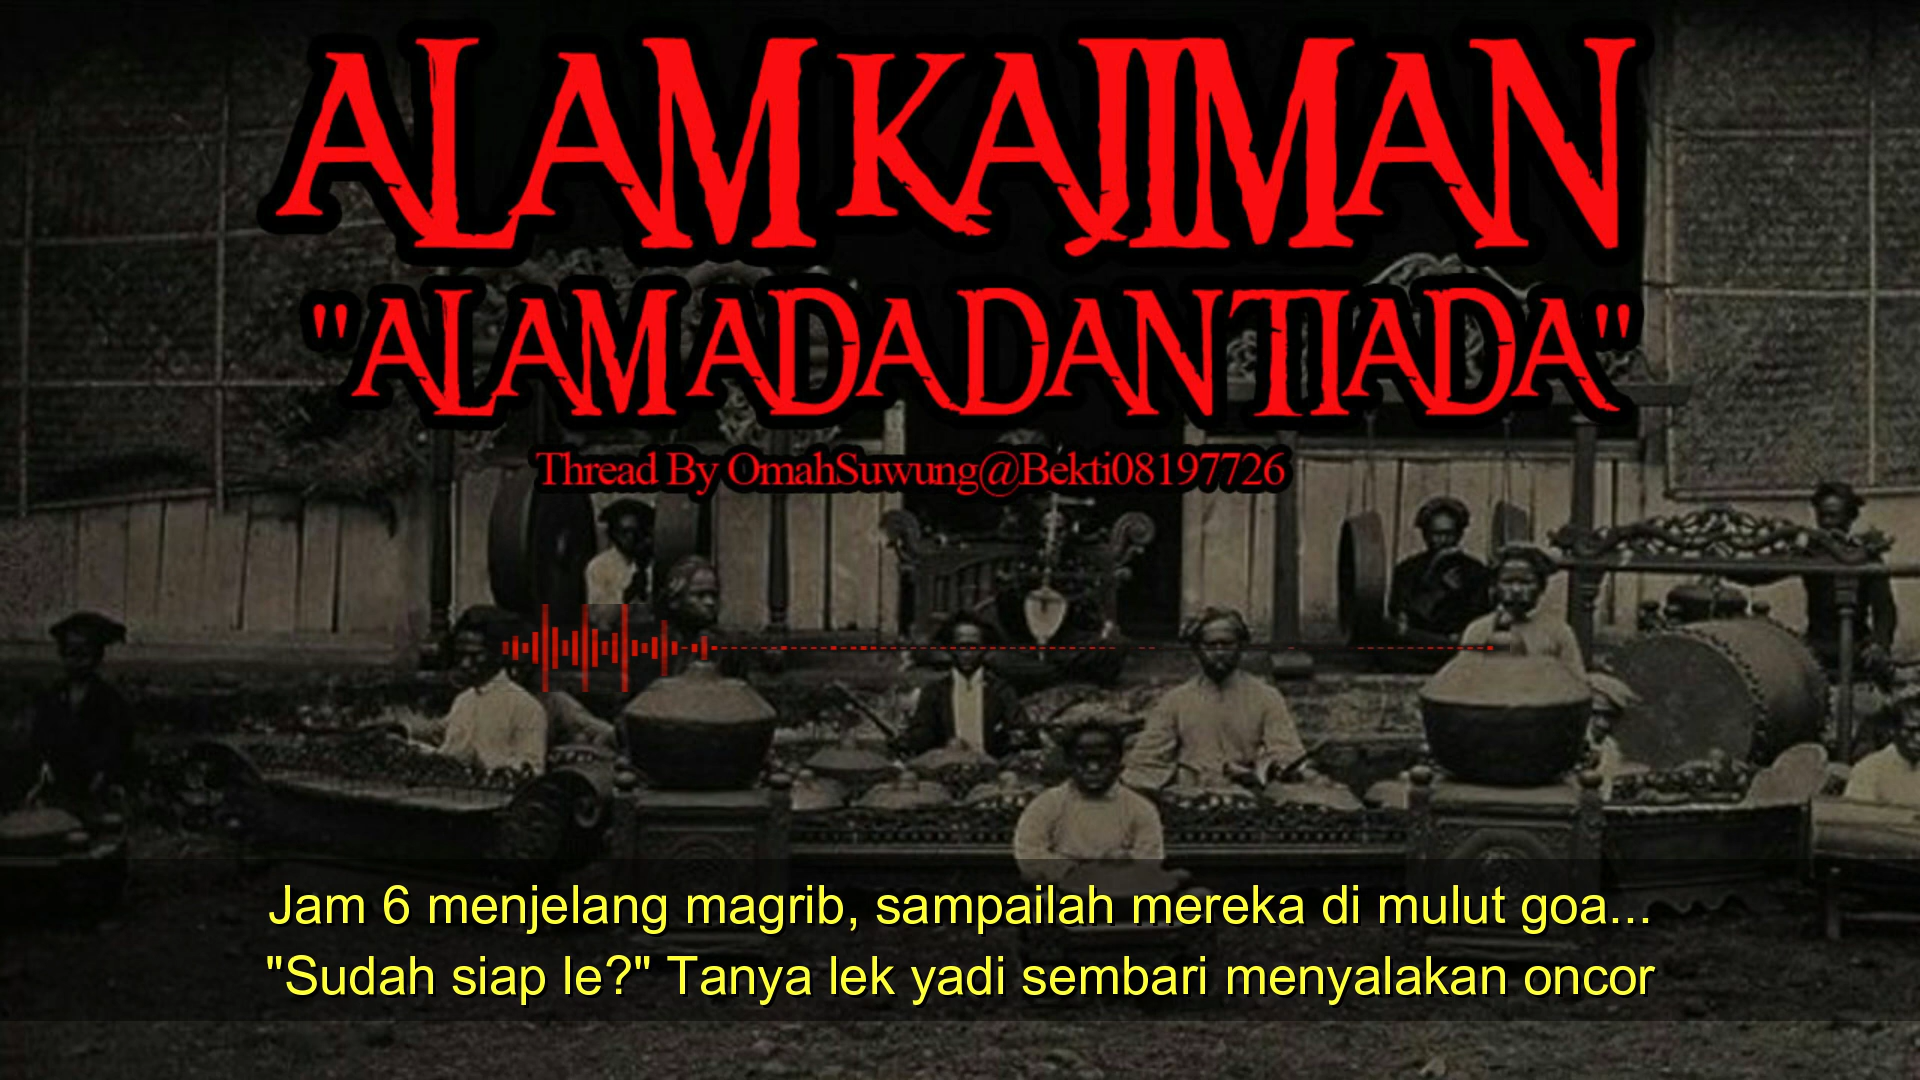 ALAM KAJIMAN
"ALAM ADA DAN TIADA"
Thread By OmahSuwung@Bekti08197726
Jam 6 menjelang magrib, sampailah mereka di mulut goa...
"Sudah siap le?" Tanya lek yadi sembari menyalakan oncor